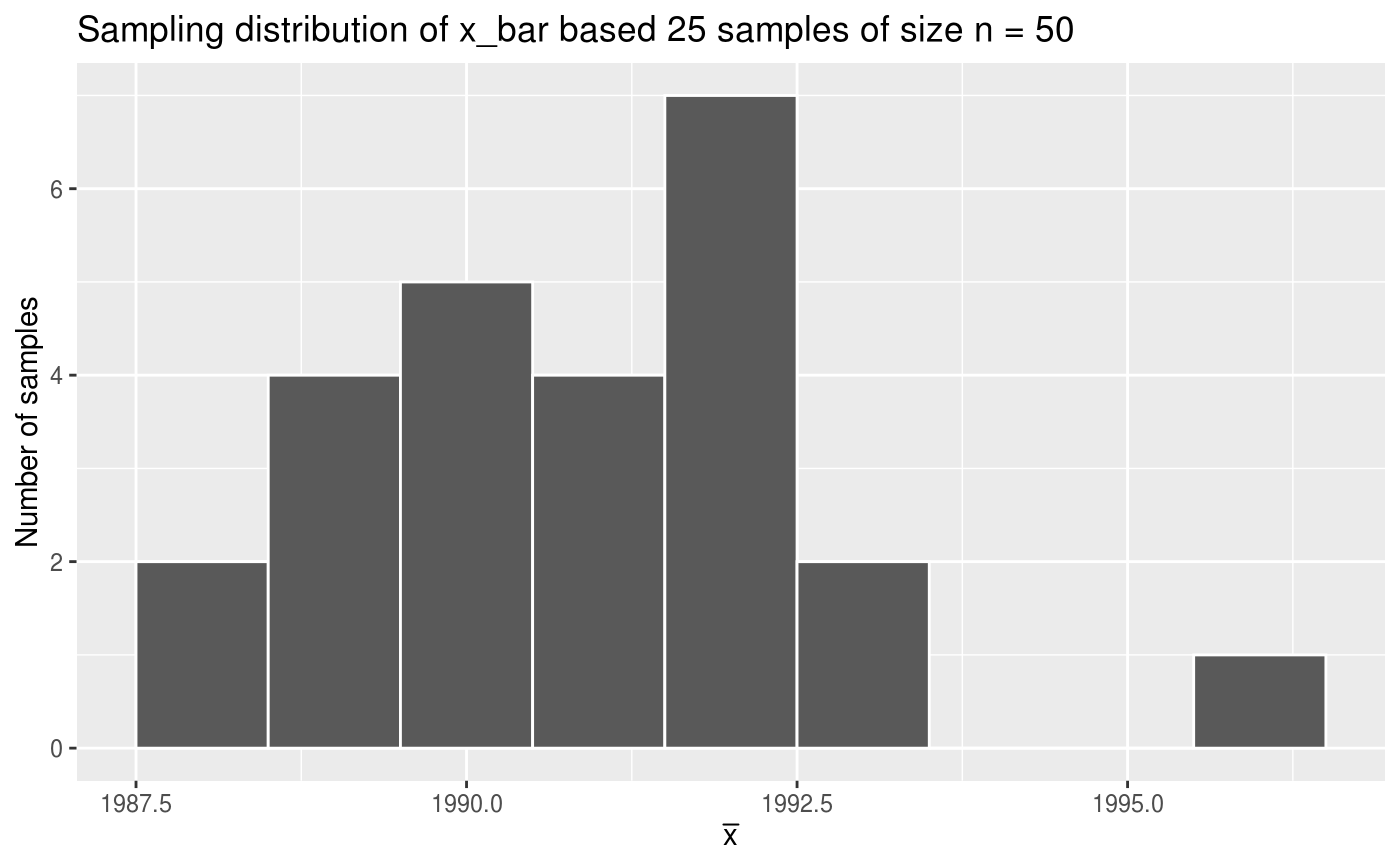 Sampling distribution of x_bar based 25 samples of size n = 50
Number of samples
6
4
2
0
1987.5 1990.0 1992.5 1995.0
x̅